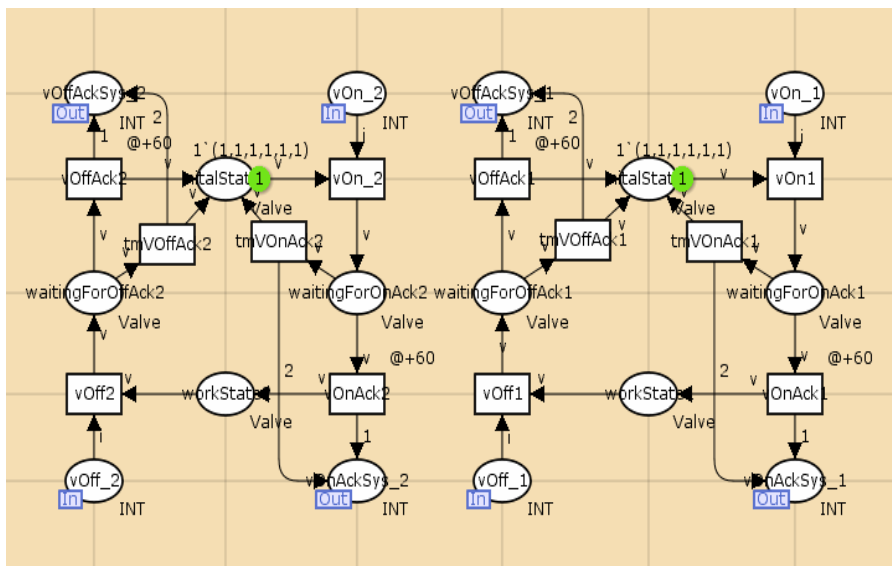 vOffAckSys_2
Out
INT
2
1
@+60
v
1`(1,1,1,1,1,1)
italStat
1
v
v
v
Valve
vOn_2
In
INT
i
vOffAck2
vOn_2
v
tmVOffAck2
v
tmVOnAck2
v
v
v
waitingForOffAck2
Valve
waitingForOnAck2
Valve
v
v
@+60
vOff2
v
workState
Valve
2
v
vOnAck2
i
1
vOff_2
In
INT
vOnAckSys_2
Out
INT
vOffAckSys_1
Out
INT
2
1
@+60
v
1`(1,1,1,1,1,1)
italStat
1
v
v
v
Valve
vOn_1
In
INT
i
vOffAck1
vOn1
v
tmVOffAck1
v
tmVOnAck1
v
v
v
waitingForOffAck1
Valve
waitingForOnAck1
Valve
v
v
@+60
vOff1
v
workState
Valve
2
v
OnAck1
i
1
vOff_1
In
INT
vOnAckSys_1
Out
INT